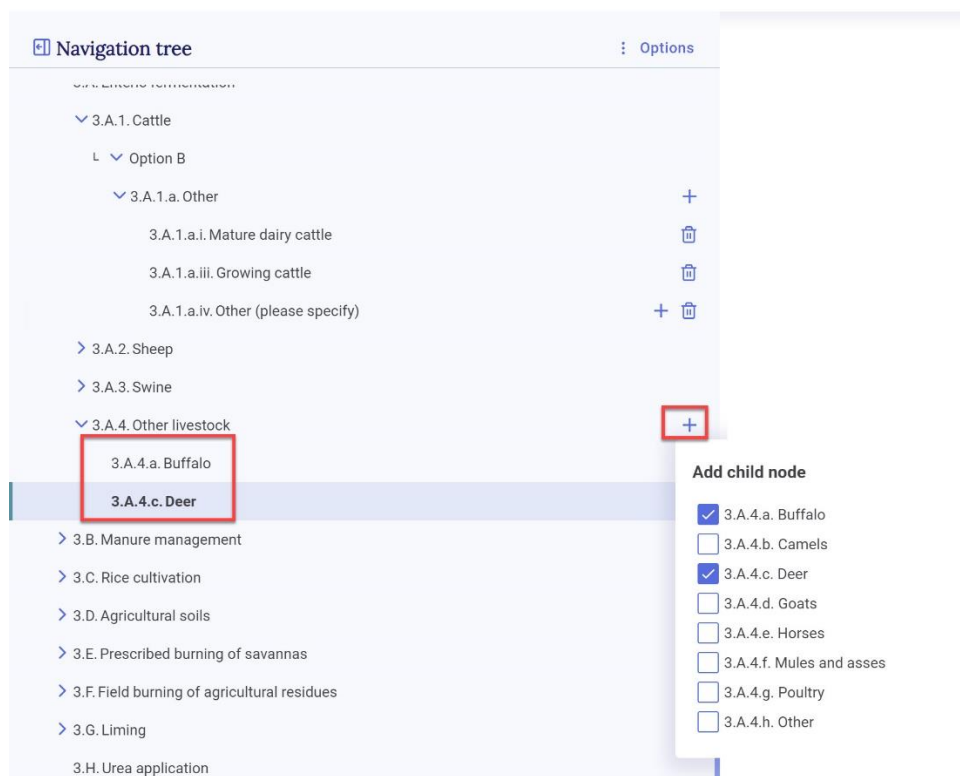 Navigation tree
Options
3.A. Enteric fermentation
3.A.1. Cattle
Option B
3.A.1.a. Other
3.A.1.a.i. Mature dairy cattle
3.A.1.a.iii. Growing cattle
3.A.1.a.iv. Other (please specify)
3.A.2. Sheep
3.A.3. Swine
3.A.4. Other livestock
3.A.4.a. Buffalo
3.A.4.c. Deer
3.B. Manure management
3.C. Rice cultivation
3.D. Agricultural soils
3.E. Prescribed burning of savannas
3.F. Field burning of agricultural residues
3.G. Liming
3.H. Urea application
Add child node
3.A.4.a. Buffalo
3.A.4.b. Camels
3.A.4.c. Deer
3.A.4.d. Goats
3.A.4.e. Horses
3.A.4.f. Mules and asses
3.A.4.g. Poultry
3.A.4.h. Other